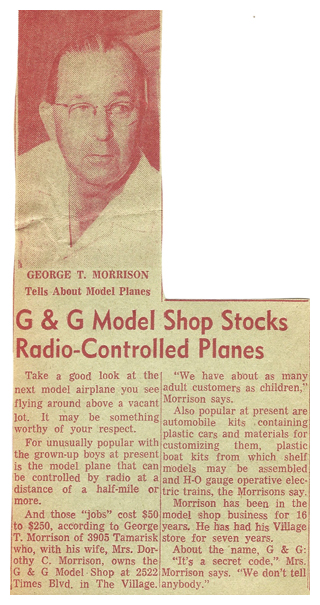 GEORGE T. MORRISON
Tells About Model Planes
G & G Model Shop Stocks
Radio-Controlled Planes
Take a good look at the
next model airplane you see
flying around above a vacant
lot. It may be something
worthy of your respect.
For unusually popular with
the grown-up boys at present
is the model plane that can
be controlled by radio at a
distance of a half-mile or
more.
And those "jobs" cost $50
to $250, according to George
T. Morrison of 3905 Tamarisk
who, with his wife, Mrs. Dor-
othy C. Morrison, owns the
G & G Model Shop at 2522
Times Blvd. in The Village.
"We have about as many
adult customers as children,"
Morrison says.
Also popular at present are
automobile kits containing
plastic cars and materials for
customizing them, plastic
boat kits from which shelf
models may be assembled
and H-O gauge operative elec-
tric trains, the Morrisons say.
Morrison has been in the
model shop business for 16
years. He has had his Village
store for seven years.
About the name, G & G:
"It's a secret code," Mrs.
Morrison says. "We don't tell
anybody."